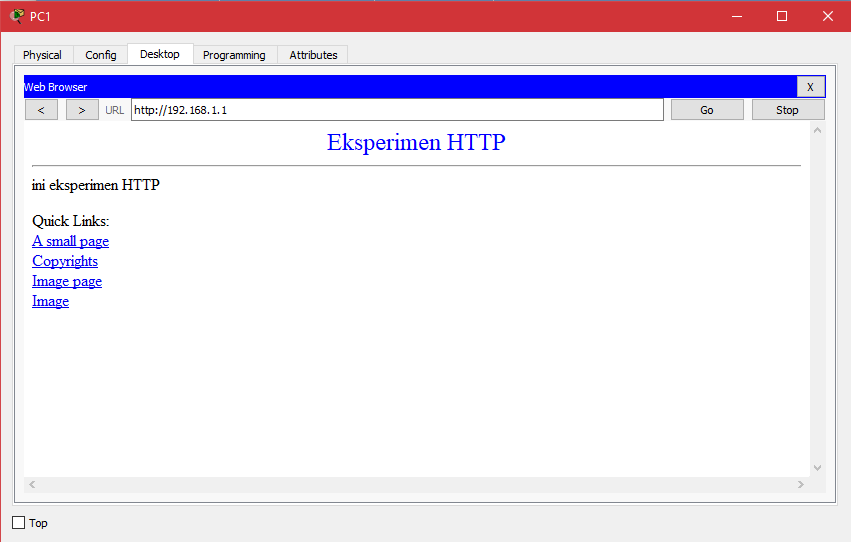 PC1
Physical Config Desktop Programming Attributes
Web Browser X
< > URL http://192.168.1.1 Go Stop
Eksperimen HTTP
ini eksperimen HTTP
Quick Links:
A small page
Copyrights
Image page
Image
Top